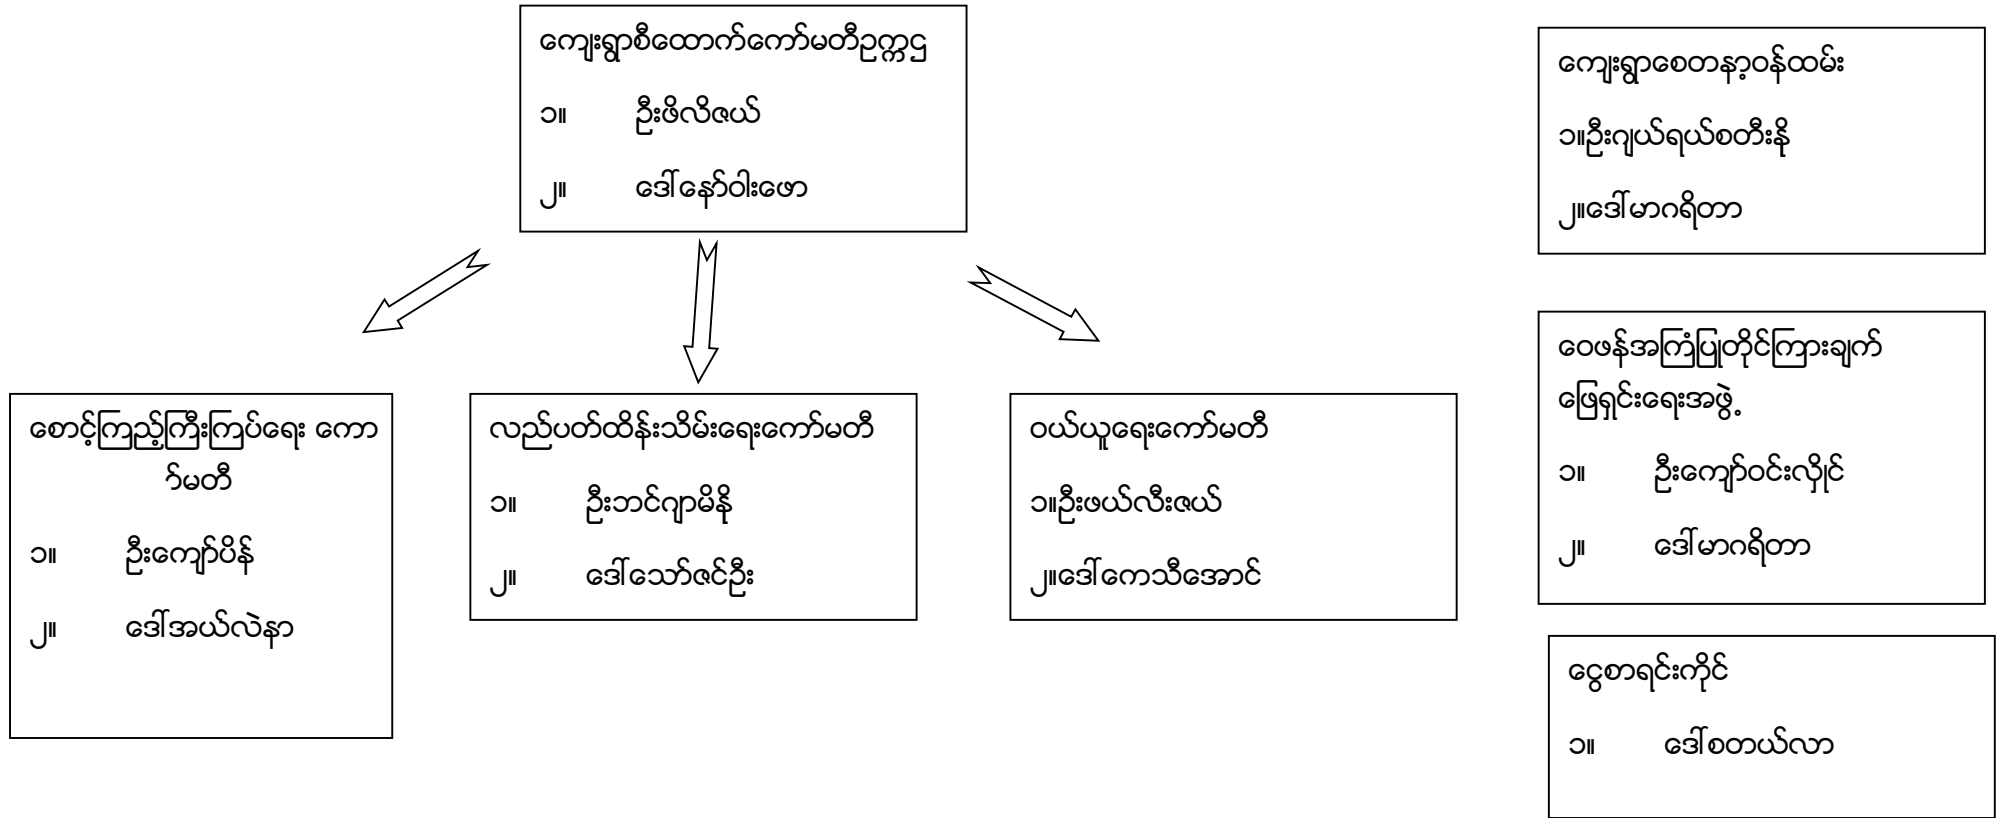 ကျေးရွာစီထောက်ကော်မတီဥက္ကဌ
၁။ ဦးဖိလိဇယ်
၂။ ဒေါ်နော်ဝါးဖော
ကျေးရွာစေတနာ့ဝန်ထမ်း
၁။ဦးဂျယ်ရယ်စတီးနို
၂။ဒေါ်မာဂရိတာ
ဝေဖန်အကြံပြုတိုင်ကြားချက်
ဖြေရှင်းရေးအဖွဲ့
၁။ ဦးကျော်ဝင်းလှိုင်
၂။ ဒေါ်မာဂရိတာ
စောင့်ကြည့်ကြီးကြပ်ရေး ကော
်မတီ
၁။ ဦးကျော်ပိန်
၂။ ဒေါ်အယ်လဲနာ
လည်ပတ်ထိန်းသိမ်းရေးကော်မတီ
၁။ ဦးဘင်ဂျာမိနို
၂။ ဒေါ်သော်ဇင်ဦး
ဝယ်ယူရေးကော်မတီ
၁။ဦးဖယ်လီးဇယ်
၂။ဒေါ်ကေသီအောင်
ငွေစာရင်းကိုင်
၁။ ဒေါ်စတယ်လာ